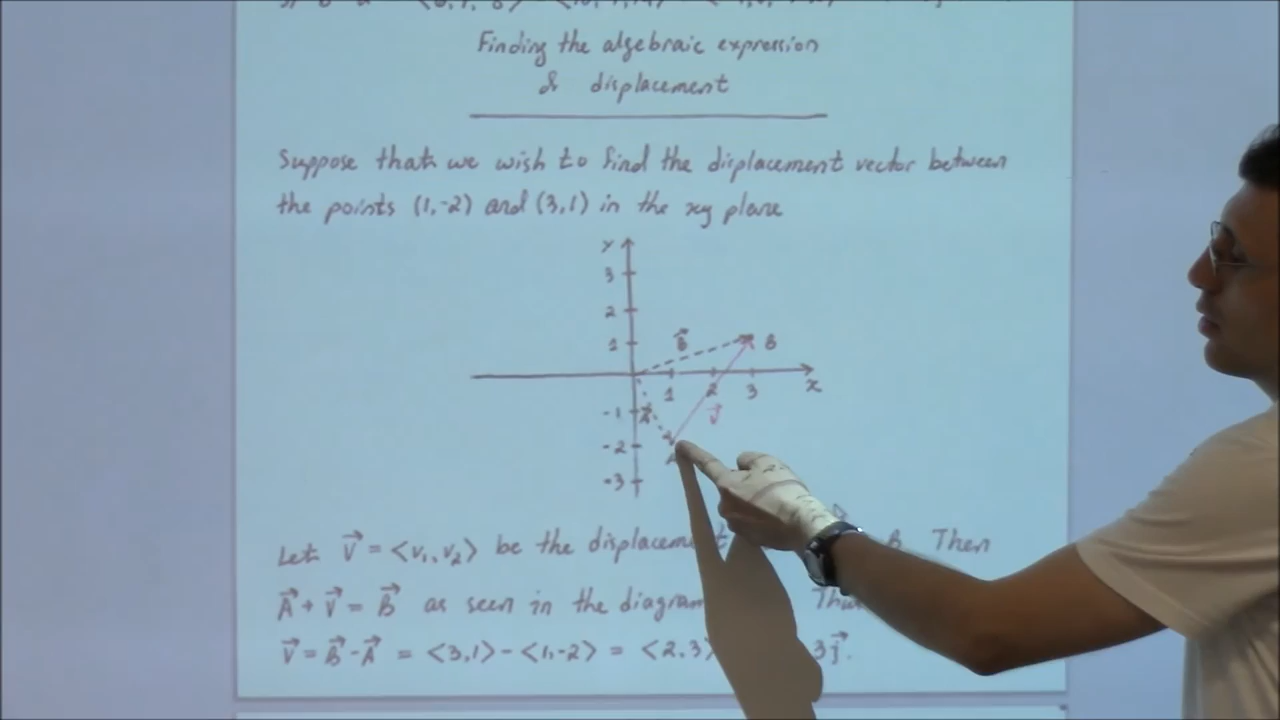 Finding the algebraic expression
& displacement
Suppose that we wish to find the displacement vector between
the points (1,-2) and (3,1) in the xy plane
y
3
2
1
B⃗
B
1
2
3
x
-1
A⃗
v⃗
-2
A
-3
Let V⃗ = <v₁,v₂> be the displacement B. Then
A⃗ + V⃗ = B⃗ as seen in the diagram
V⃗ = B⃗ - A⃗ = <3,1> - <1,-2> = <2,3> 3j⃗.